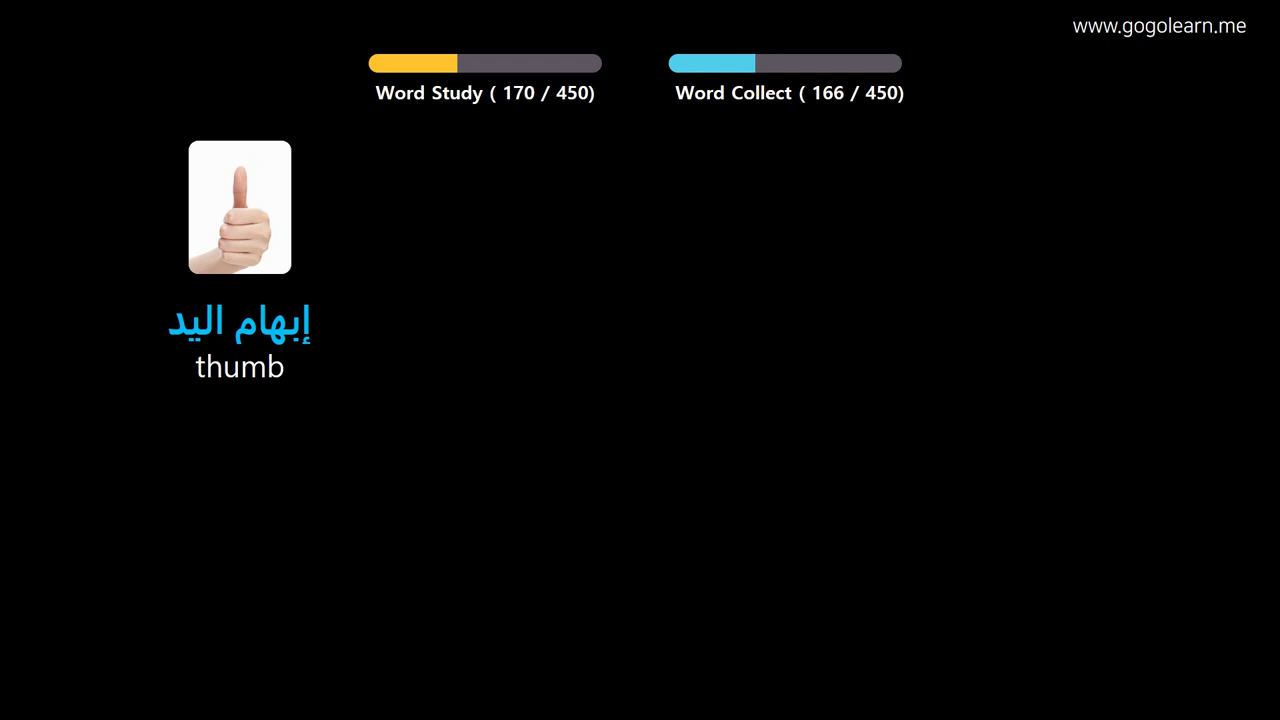 www.gogolearn.me
Word Study ( 170 / 450)
Word Collect ( 166 / 450)
إبهام اليد
thumb